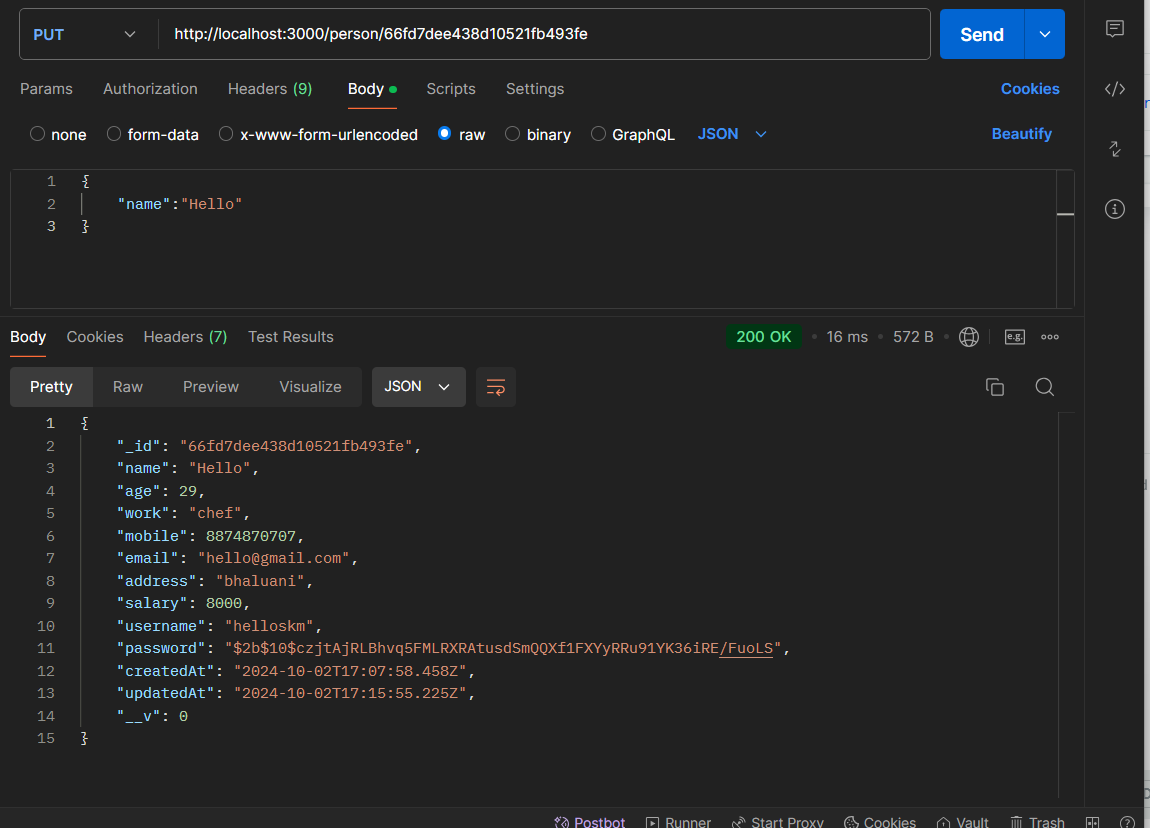 PUT http://localhost:3000/person/66fd7dee438d10521fb493fe Send
Params Authorization Headers (9) Body Scripts Settings Cookies
none form-data x-www-form-urlencoded raw binary GraphQL JSON Beautify
1 {
2 "name":"Hello"
3 }
Body Cookies Headers (7) Test Results 200 OK 16 ms 572 B e.g.
Pretty Raw Preview Visualize JSON
1 {
2 "_id": "66fd7dee438d10521fb493fe",
3 "name": "Hello",
4 "age": 29,
5 "work": "chef",
6 "mobile": 8874870707,
7 "email": "hello@gmail.com",
8 "address": "bhaluani",
9 "salary": 8000,
10 "username": "helloskm",
11 "password": "$2b$10$czjtAjRLBhvq5FMLRXRAtusdSmQQXf1FXYyRRu91YK36iRE/FuoLS",
12 "createdAt": "2024-10-02T17:07:58.458Z",
13 "updatedAt": "2024-10-02T17:15:55.225Z",
14 "__v": 0
15 }
Postbot Runner Start Proxy Cookies Vault Trash